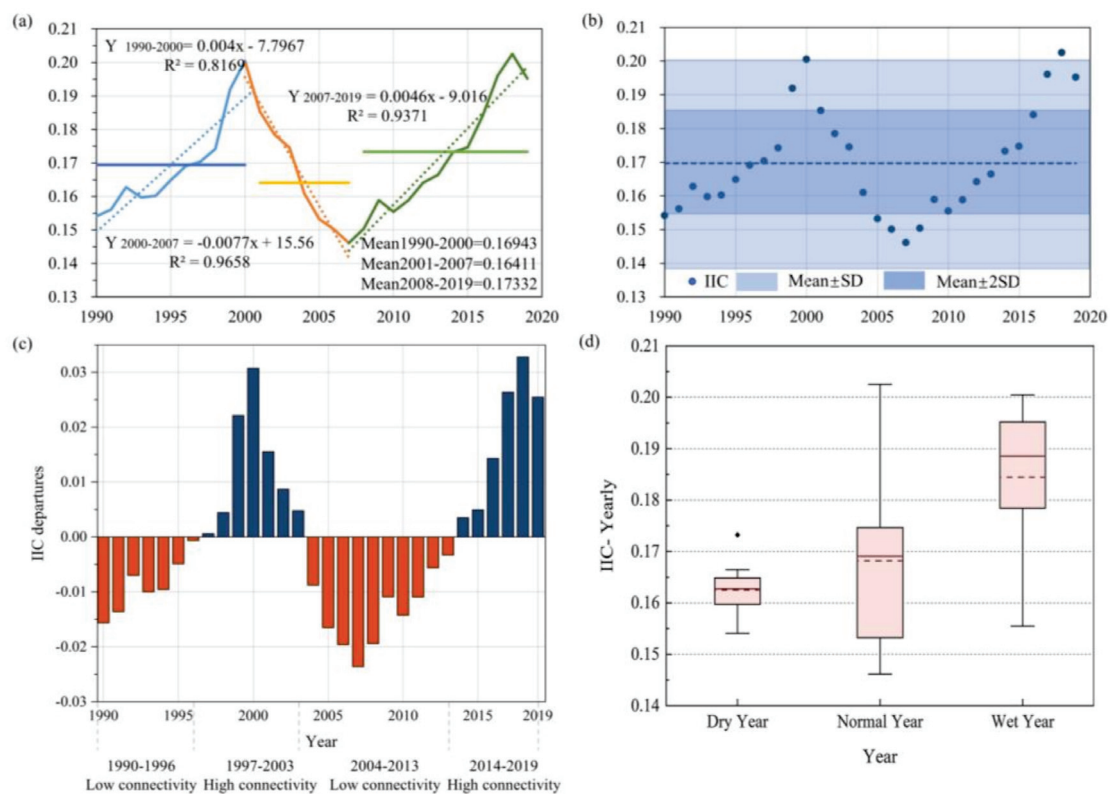 (a)
0.21
0.20
0.19
0.18
0.17
0.16
0.15
0.14
0.13
Y 1990-2000= 0.004x - 7.7967
R² = 0.8169
Y 2007-2019= 0.0046x - 9.016
R² = 0.9371
Y 2000-2007 = -0.0077x + 15.56
R² = 0.9658
Mean1990-2000=0.16943
Mean2001-2007=0.16411
Mean2008-2019=0.17332
1990 1995 2000 2005 2010 2015 2020
(b)
0.21
0.20
0.19
0.18
0.17
0.16
0.15
0.14
0.13
IIC Mean±SD Mean±2SD
1990 1995 2000 2005 2010 2015 2020
(c)
IIC departures
0.03
0.02
0.01
0.00
-0.01
-0.02
-0.03
1990 1995 2000 2005 2010 2015 2019
Year
1990-1996 1997-2003 2004-2013 2014-2019
Low connectivity High connectivity Low connectivity High connectivity
(d)
IIC- Yearly
0.21
0.20
0.19
0.18
0.17
0.16
0.15
0.14
Dry Year Normal Year Wet Year
Year